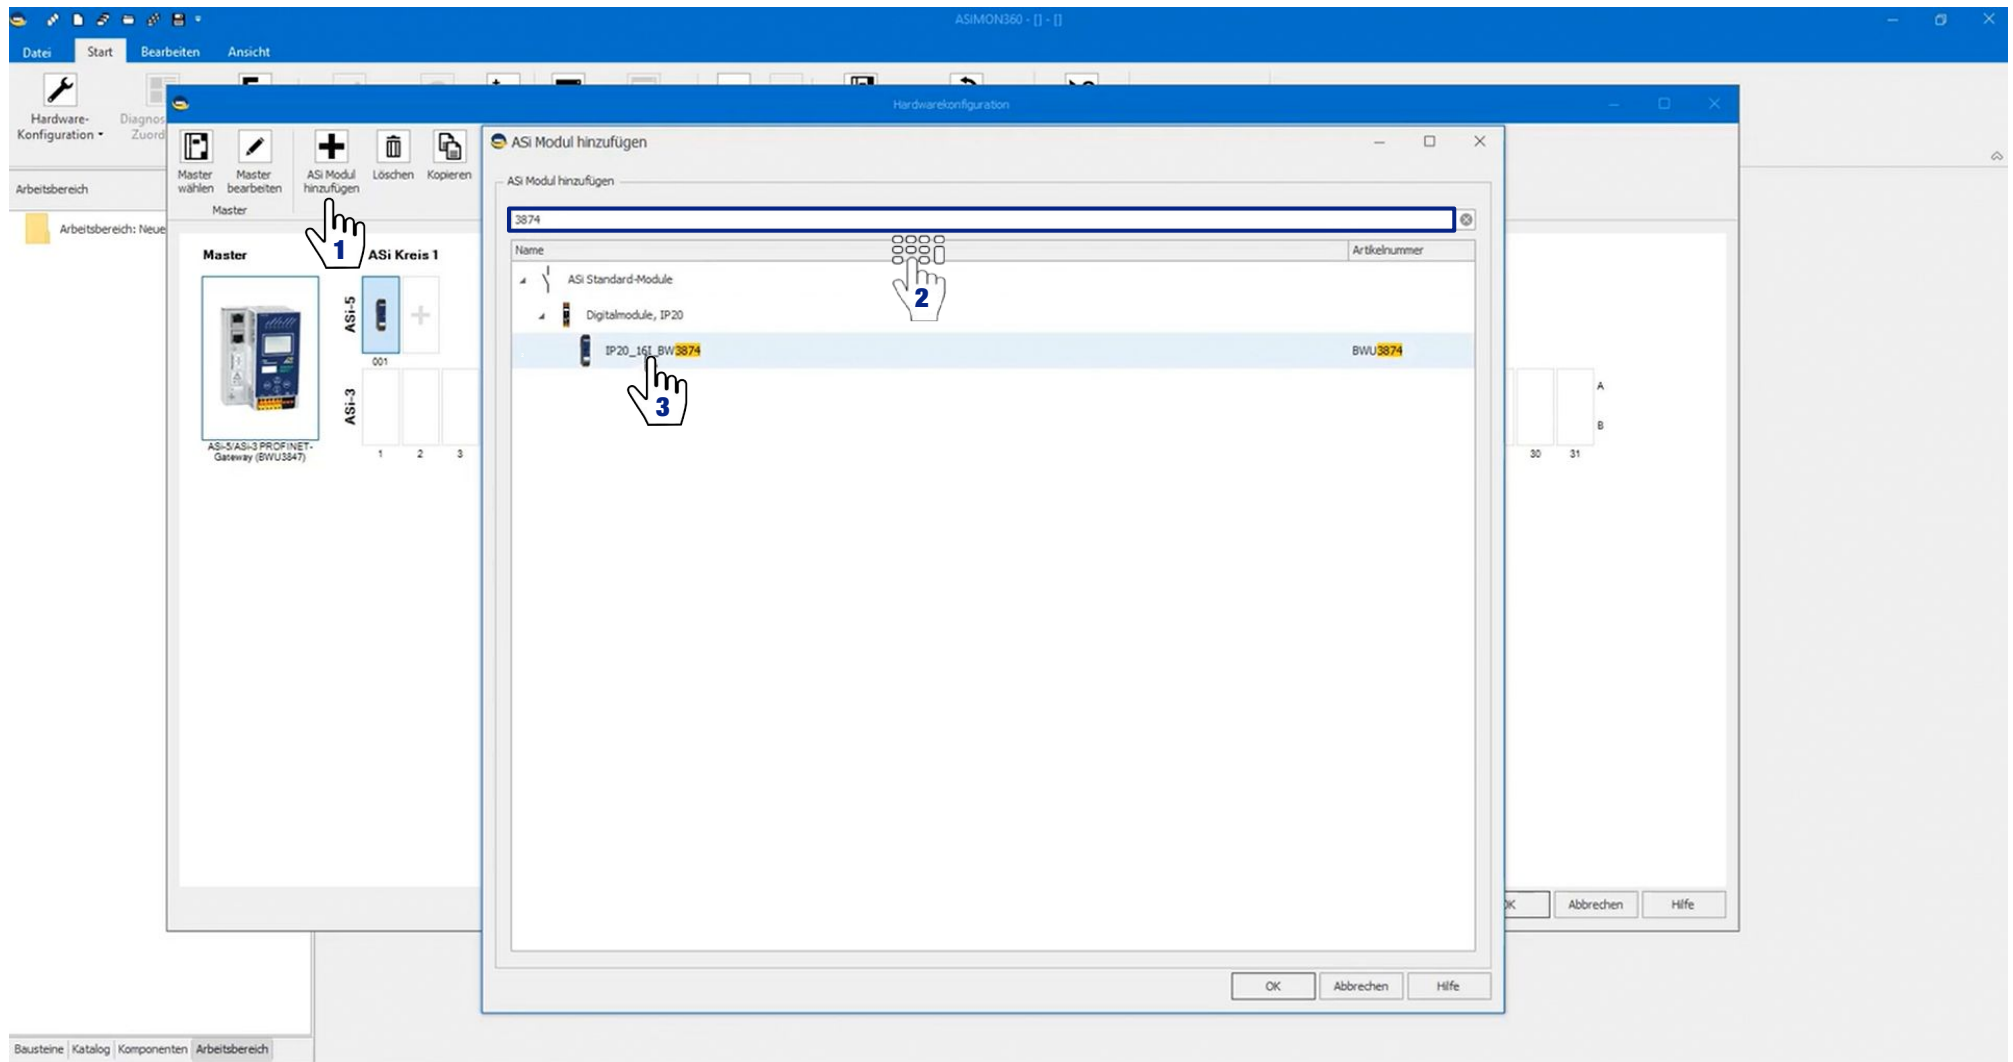 ASIMON360 - [] - []
Datei Start Bearbeiten Ansicht
Hardware-
Konfiguration
Diagnos
Zuord
Hardwarekonfiguration
Master
wählen
Master
bearbeiten
ASi Modul
hinzufügen
Löschen
Kopieren
Master
Arbeitsbereich
Arbeitsbereich: Neue
Master
ASi Kreis 1
ASi-5
001
ASi-3
ASi-5/ASi-3 PROFINET-
Gateway (BWU3847)
1 2 3
1
ASi Modul hinzufügen
ASi Modul hinzufügen
3874
Name Artikelnummer
2
ASi Standard-Module
Digitalmodule, IP20
IP20_16I_BW3874 BWU3874
3
A
B
30 31
OK Abbrechen Hilfe
Abbrechen Hilfe
Bausteine Katalog Komponenten Arbeitsbereich